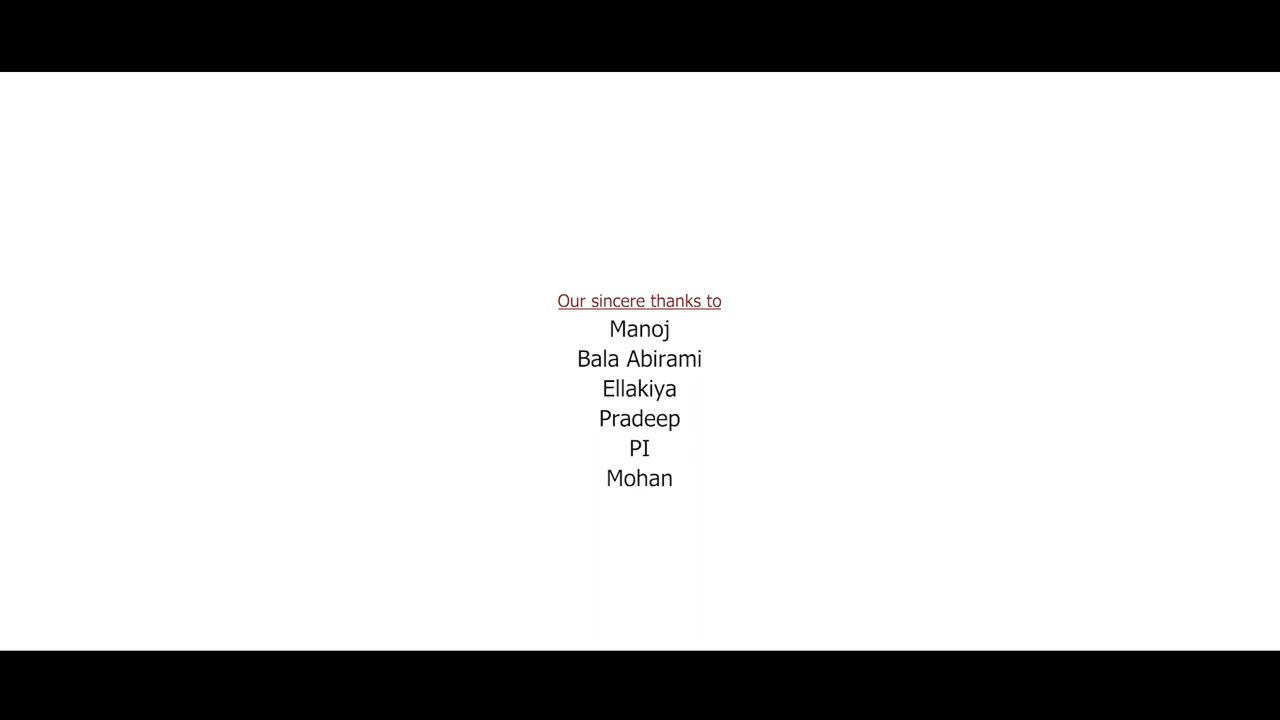 Our sincere thanks to
Manoj
Bala Abirami
Ellakiya
Pradeep
PI
Mohan